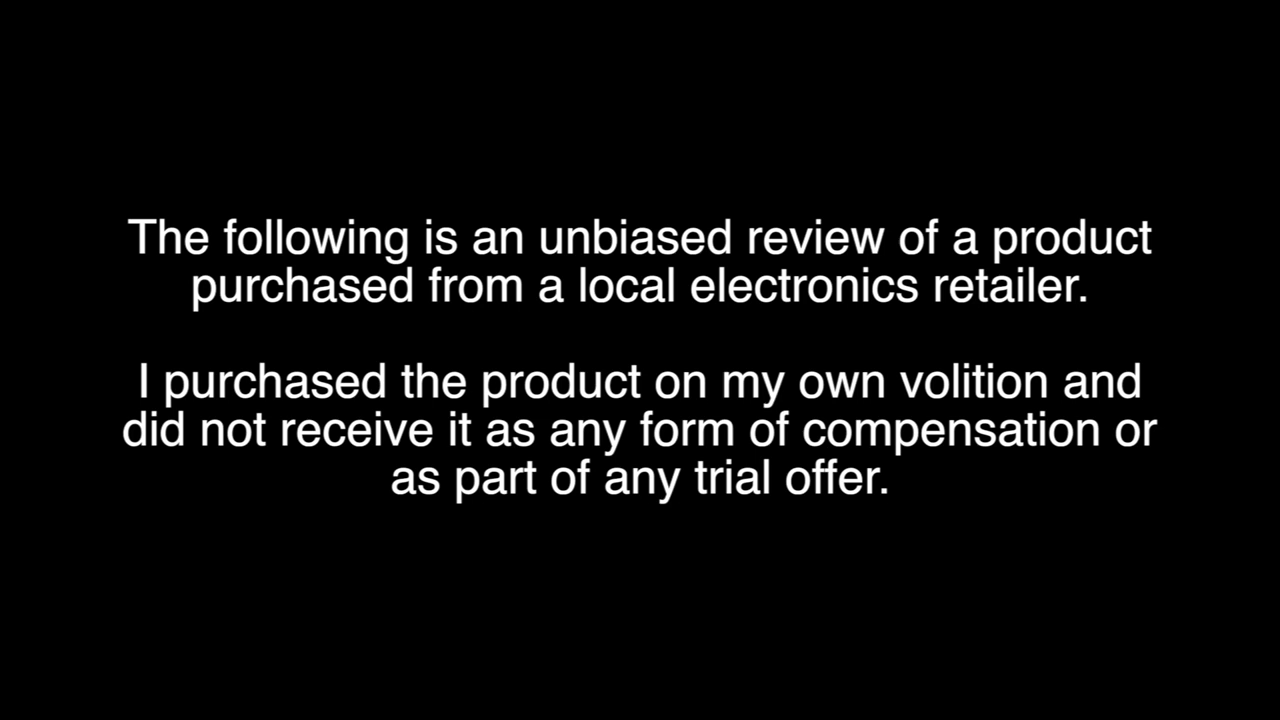 The following is an unbiased review of a product
purchased from a local electronics retailer.
I purchased the product on my own volition and
did not receive it as any form of compensation or
as part of any trial offer.